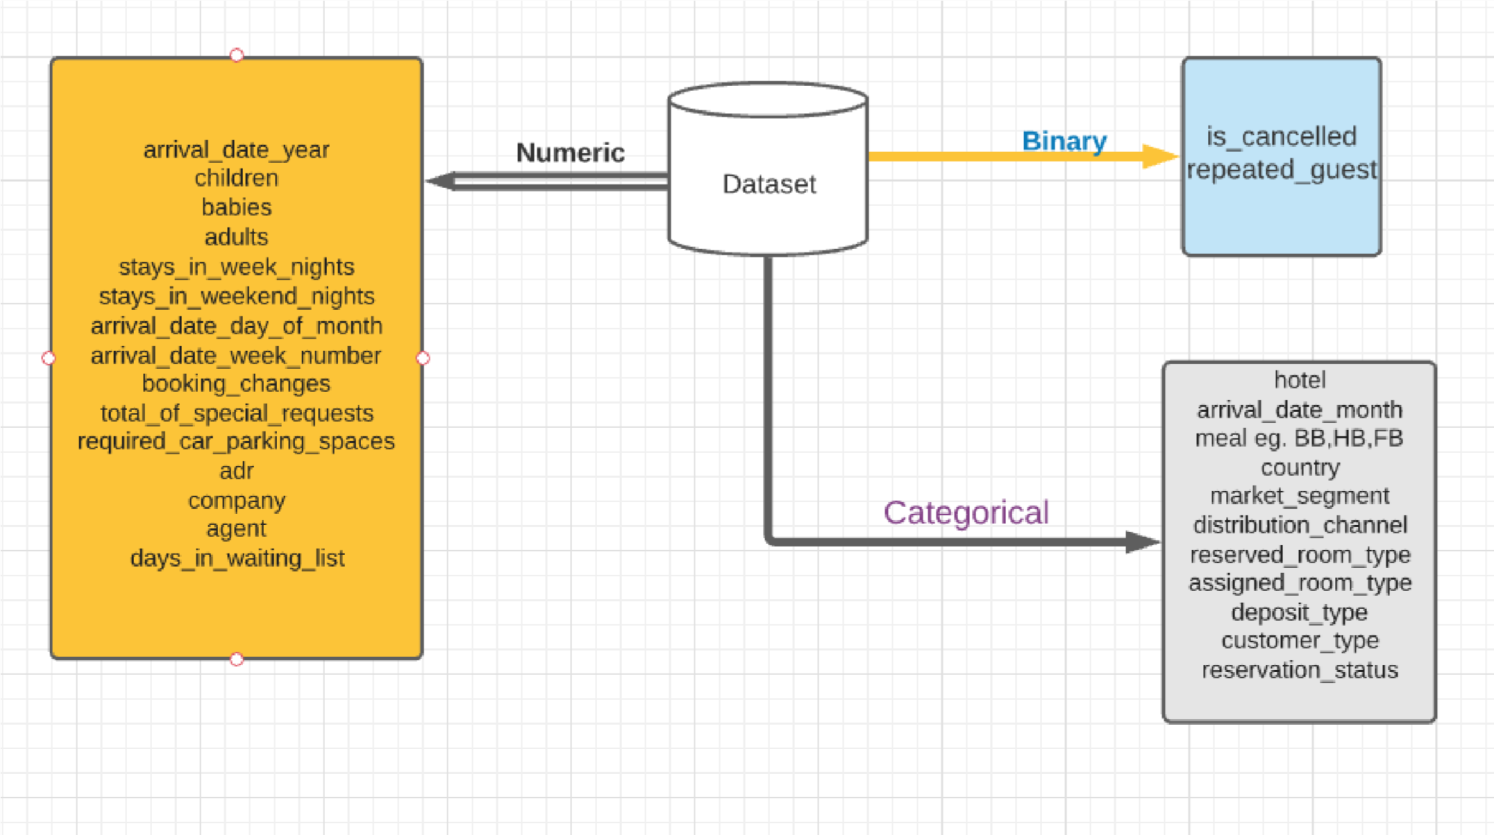 arrival_date_year
children
babies
adults
stays_in_week_nights
stays_in_weekend_nights
arrival_date_day_of_month
arrival_date_week_number
booking_changes
total_of_special_requests
required_car_parking_spaces
adr
company
agent
days_in_waiting_list
Numeric
Dataset
Binary
is_cancelled
repeated_guest
Categorical
hotel
arrival_date_month
meal eg. BB,HB,FB
country
market_segment
distribution_channel
reserved_room_type
assigned_room_type
deposit_type
customer_type
reservation_status